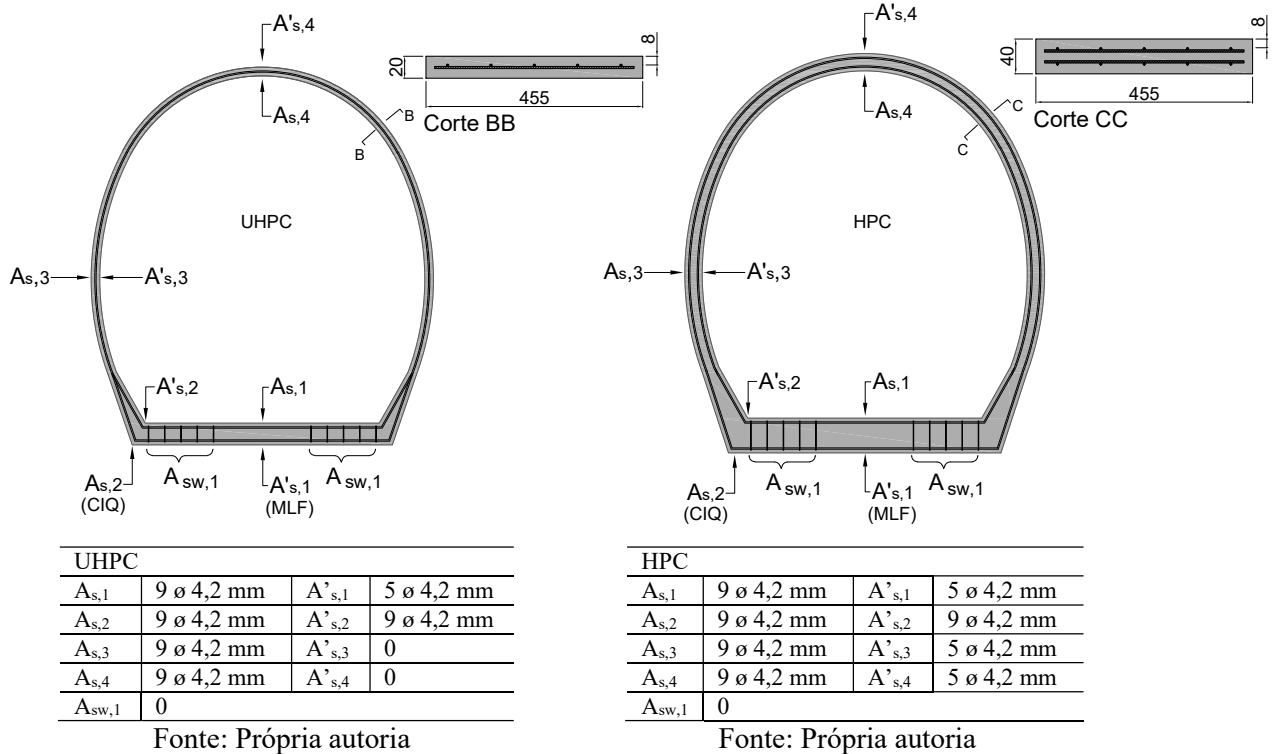 A's,4
As,4
B
B
20
8
455
Corte BB
UHPC
As,3
A's,3
A's,2
As,1
As,2
(CIQ)
A sw,1
A's,1
(MLF)
A sw,1
A's,4
As,4
C
C
40
8
455
Corte CC
HPC
As,3
A's,3
A's,2
As,1
As,2
(CIQ)
A sw,1
A's,1
(MLF)
A sw,1
UHPC
As,1 9 ø 4,2 mm A’s,1 5 ø 4,2 mm
As,2 9 ø 4,2 mm A’s,2 9 ø 4,2 mm
As,3 9 ø 4,2 mm A’s,3 0
As,4 9 ø 4,2 mm A’s,4 0
Asw,1 0
Fonte: Própria autoria
HPC
As,1 9 ø 4,2 mm A’s,1 5 ø 4,2 mm
As,2 9 ø 4,2 mm A’s,2 9 ø 4,2 mm
As,3 9 ø 4,2 mm A’s,3 5 ø 4,2 mm
As,4 9 ø 4,2 mm A’s,4 5 ø 4,2 mm
Asw,1 0
Fonte: Própria autoria